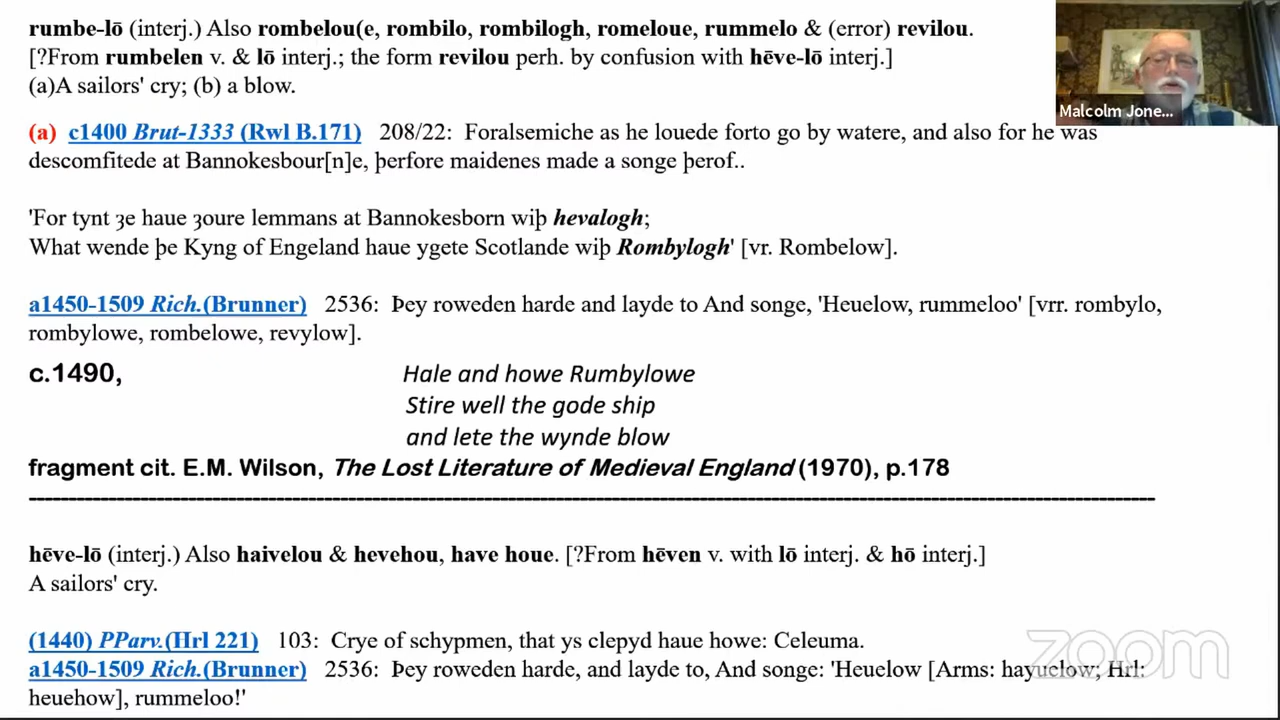 rumbe-lō (interj.) Also rombelou(e, rombilo, rombilogh, romeloue, rummelo & (error) revilou.
[?From rumbelen v. & lō interj.; the form revilou perh. by confusion with hēve-lō interj.]
(a)A sailors' cry; (b) a blow.
Malcolm Jone...
(a) c1400 Brut-1333 (Rwl B.171) 208/22: Foralsemiche as he louede forto go by watere, and also for he was
descomfitede at Bannokesbour[n]e, þerfore maidenes made a songe þerof..
'For tynt ȝe haue ȝoure lemmans at Bannokesborn wiþ hevalogh;
What wende þe Kyng of Engeland haue ygete Scotlande wiþ Rombylogh' [vr. Rombelow].
a1450-1509 Rich.(Brunner) 2536: Þey roweden harde and layde to And songe, 'Heuelow, rummeloo' [vrr. rombylo,
rombylowe, rombelowe, revylow].
c.1490, Hale and howe Rumbylowe
Stire well the gode ship
and lete the wynde blow
fragment cit. E.M. Wilson, The Lost Literature of Medieval England (1970), p.178
hēve-lō (interj.) Also haivelou & hevehou, have houe. [?From hēven v. with lō interj. & hō interj.]
A sailors' cry.
(1440) PParv.(Hrl 221) 103: Crye of schypmen, that ys clepyd haue howe: Celeuma.
a1450-1509 Rich.(Brunner) 2536: Þey roweden harde, and layde to, And songe: 'Heuelow [Arms: hayuelow; Hrl:
heuehow], rummeloo!'
zoom